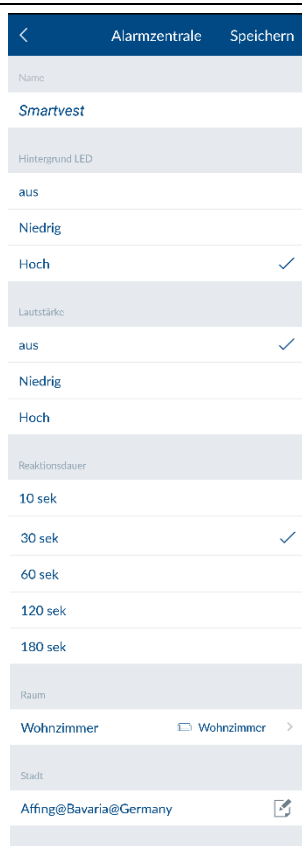 Alarmzentrale Speichern
Name
Smartvest
Hintergrund LED
aus
Niedrig
Hoch
Lautstärke
aus
Niedrig
Hoch
Reaktionsdauer
10 sek
30 sek
60 sek
120 sek
180 sek
Raum
Wohnzimmer Wohnzimmer
Stadt
Affing@Bavaria@Germany